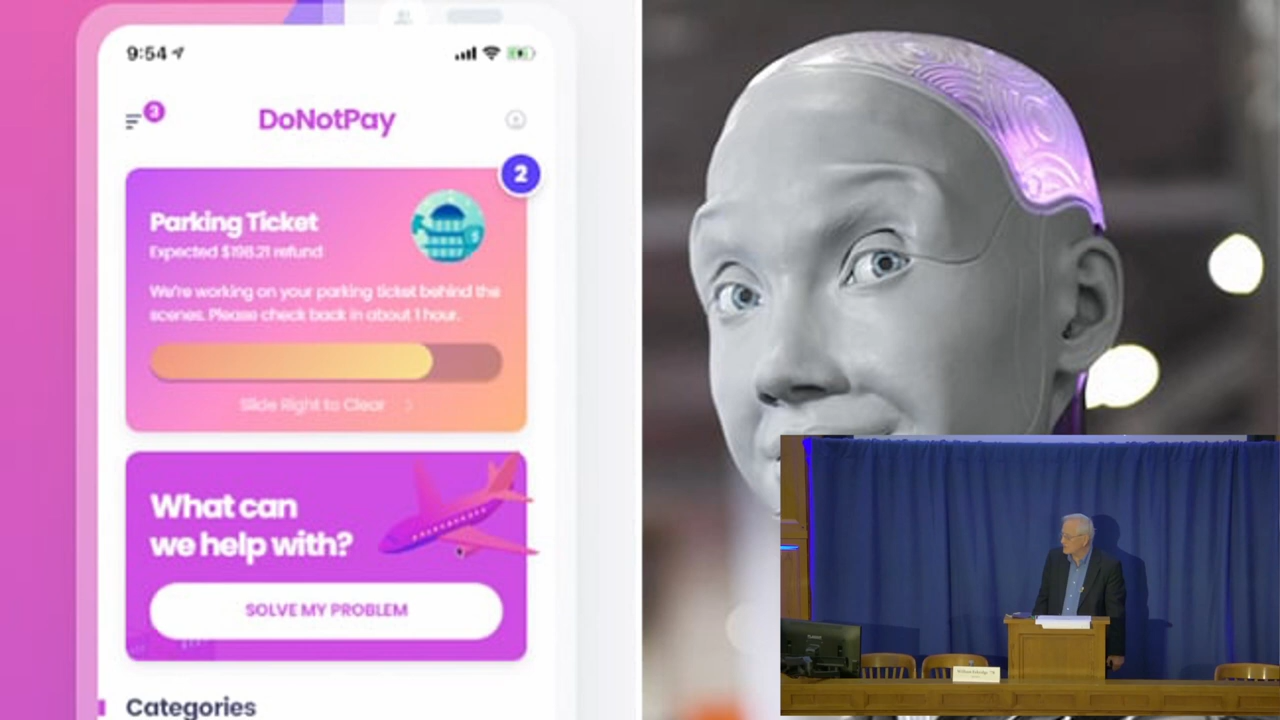 9:54
3
DoNotPay
2
Parking Ticket
Expected $198.21 refund
We're working on your parking ticket behind the
scenes. Please check back in about 1 hour.
Slide Right to Clear
What can
we help with?
SOLVE MY PROBLEM
Categories